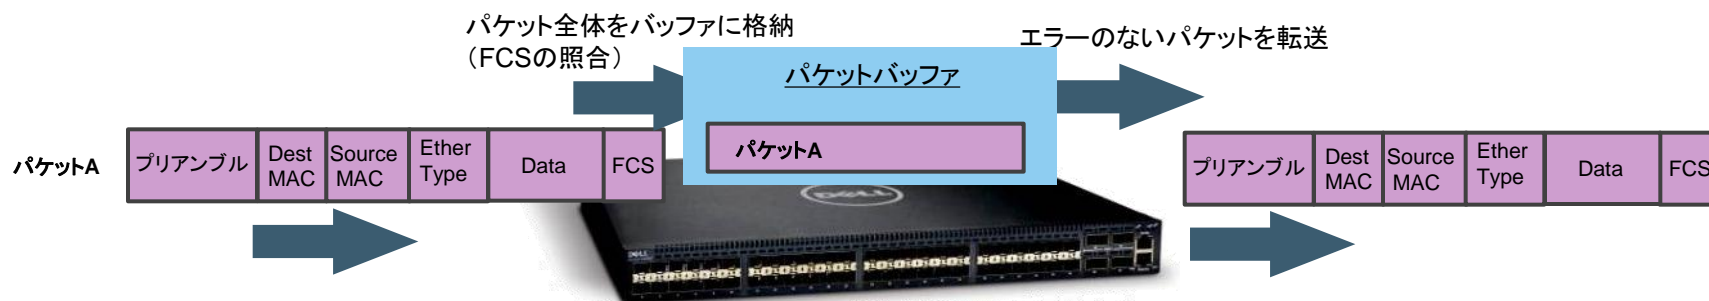 パケット全体をバッファに格納
（FCSの照合）
エラーのないパケットを転送
パケットバッファ
パケットA
パケットA
プリアンブル
Dest
MAC
Source
MAC
Ether
Type
Data
FCS
プリアンブル
Dest
MAC
Source
MAC
Ether
Type
Data
FCS
DELL
DELL